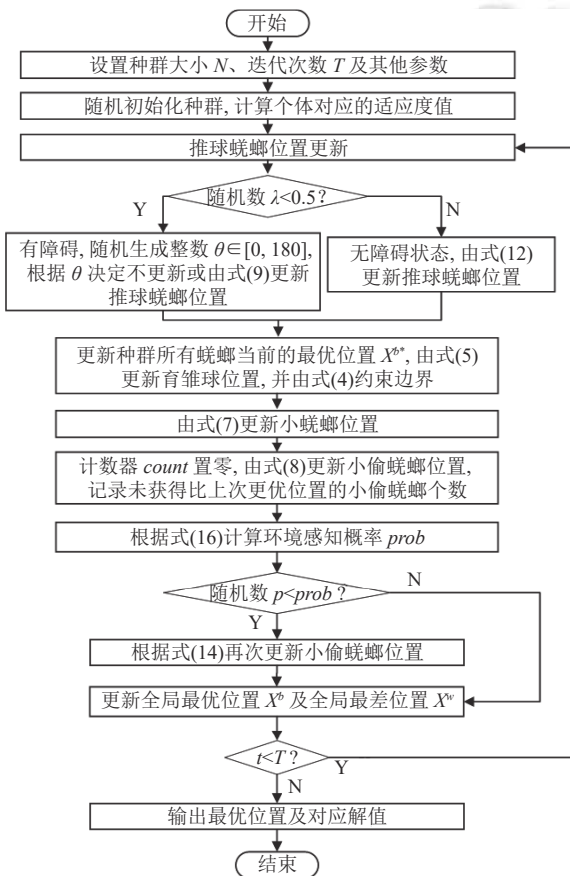 开始
设置种群大小 N、迭代次数 T 及其他参数
随机初始化种群, 计算个体对应的适应度值
推球蜣螂位置更新
随机数 λ<0.5?
Y
N
有障碍, 随机生成整数 θ∈[0, 180],
根据 θ 决定不更新或由式(9)更新
推球蜣螂位置
无障碍状态, 由式(12)
更新推球蜣螂位置
更新种群所有蜣螂当前的最优位置 X^{b*}, 由式(5)
更新育雏球位置, 并由式(4)约束边界
由式(7)更新小蜣螂位置
计数器 count 置零, 由式(8)更新小偷蜣螂位置,
记录未获得比上次更优位置的小偷蜣螂个数
根据式(16)计算环境感知概率 prob
随机数 p<prob?
N
Y
根据式(14)再次更新小偷蜣螂位置
更新全局最优位置 X^b 及全局最差位置 X^w
t<T?
Y
N
输出最优位置及对应解值
结束